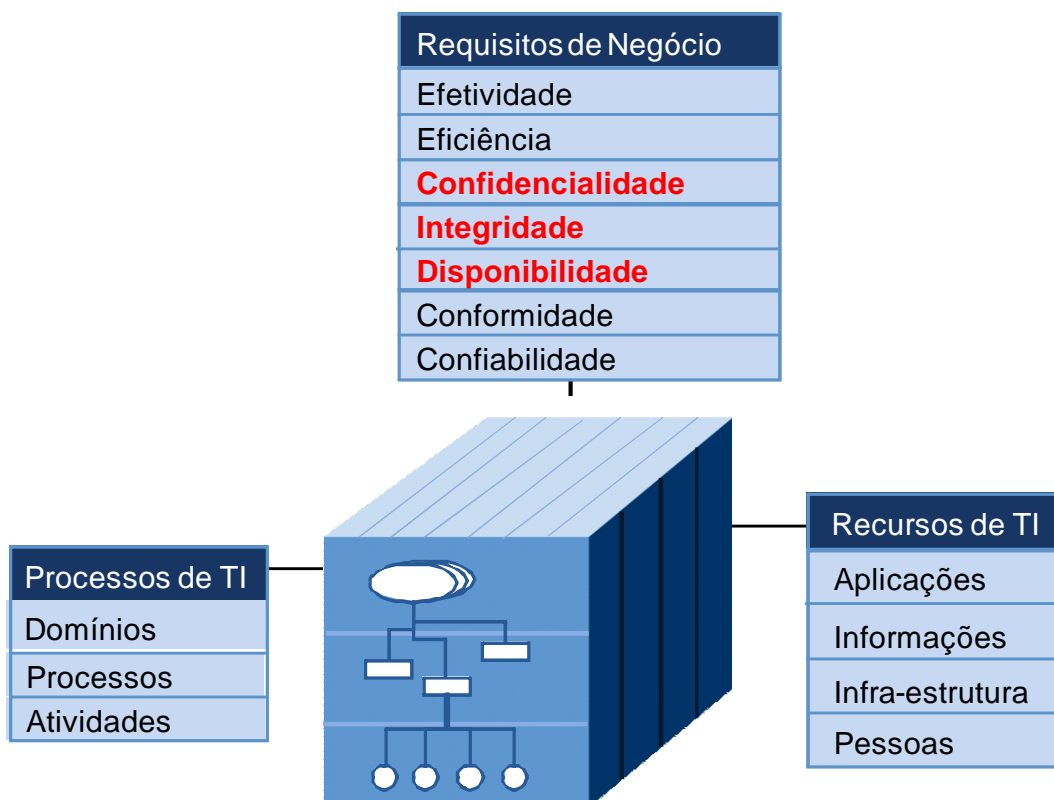 Requisitos de Negócio
Efetividade
Eficiência
Confidencialidade
Integridade
Disponibilidade
Conformidade
Confiabilidade
Processos de TI
Domínios
Processos
Atividades
Recursos de TI
Aplicações
Informações
Infra-estrutura
Pessoas